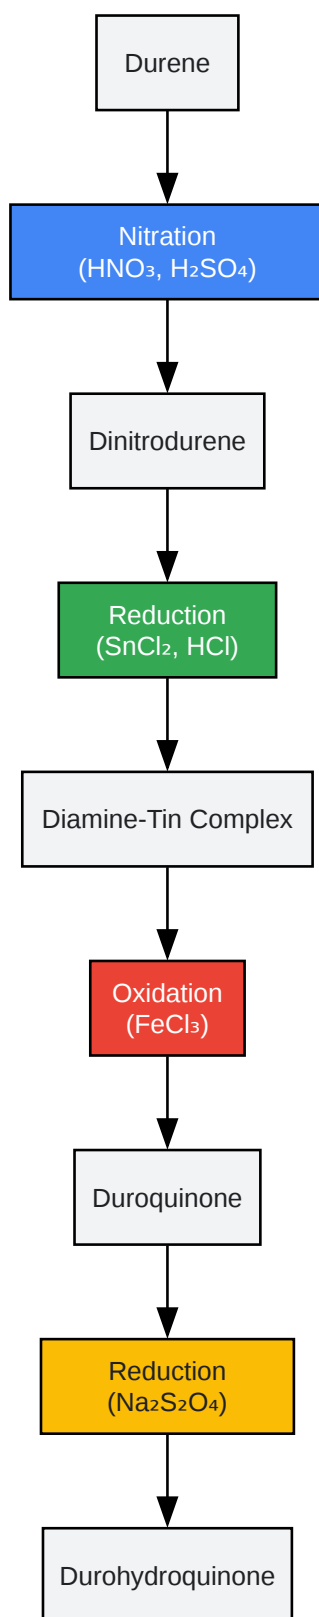 Durene
Nitration
(HNO₃, H₂SO₄)
Dinitrodurene
Reduction
(SnCl₂, HCl)
Diamine-Tin Complex
Oxidation
(FeCl₃)
Duroquinone
Reduction
(Na₂S₂O₄)
Durohydroquinone